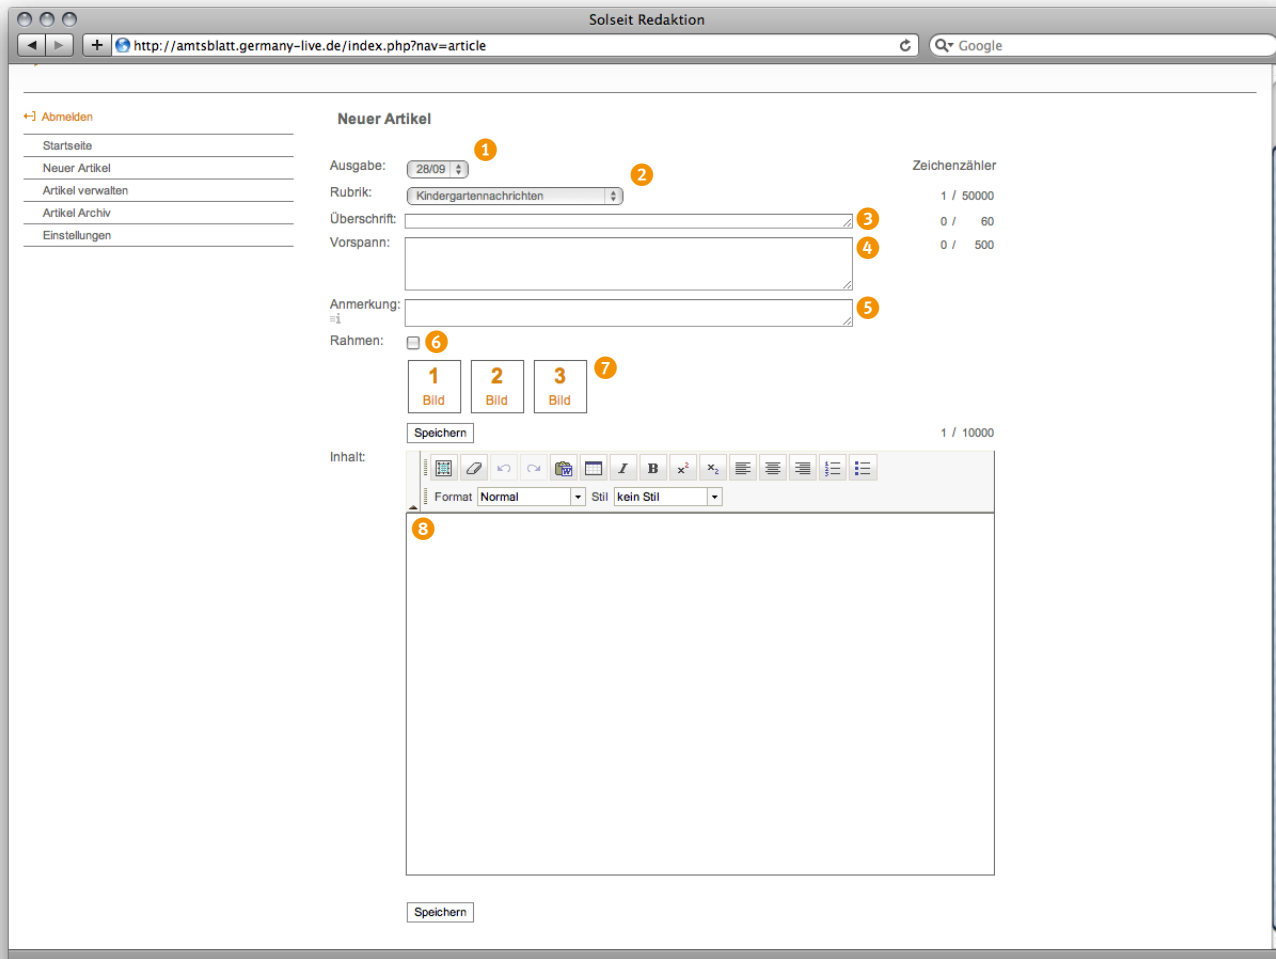 Solseit Redaktion
http://amtsblatt.germany-live.de/index.php?nav=article
Google
Abmelden
Startseite
Neuer Artikel
Artikel verwalten
Artikel Archiv
Einstellungen
Neuer Artikel
1
Ausgabe: 28/09 Zeichenzähler
2
Rubrik: Kindergartennachrichten 1 / 50000
Überschrift: 3 0 / 60
Vorspann: 4 0 / 500
Anmerkung: 5
Rahmen: 6
1 2 3 7
Bild Bild Bild
Speichern 1 / 10000
Inhalt:
Format Normal Stil kein Stil
8
Speichern